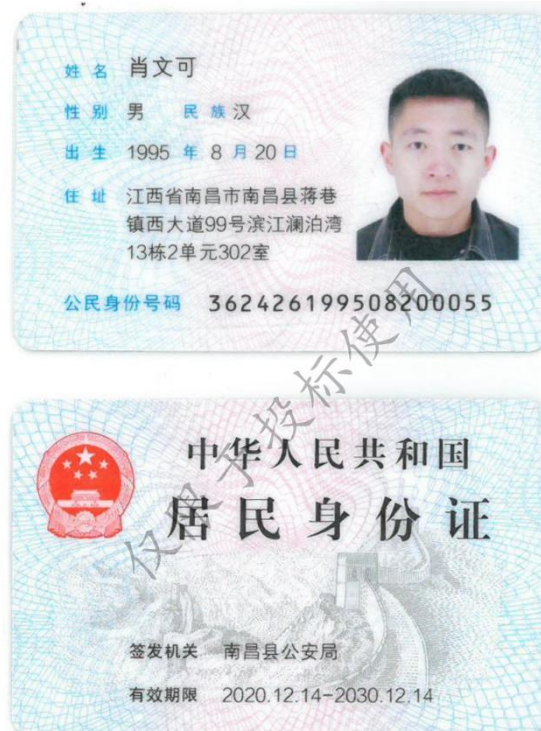 姓名 肖文可
性别 男 民族 汉
出生 1995 年 8 月 20 日
住址 江西省南昌市南昌县蒋巷
镇西大道99号滨江澜泊湾
13栋2单元302室
公民身份号码 362426199508200055
仅限于投标使用
中华人民共和国
居民身份证
签发机关 南昌县公安局
有效期限 2020.12.14-2030.12.14